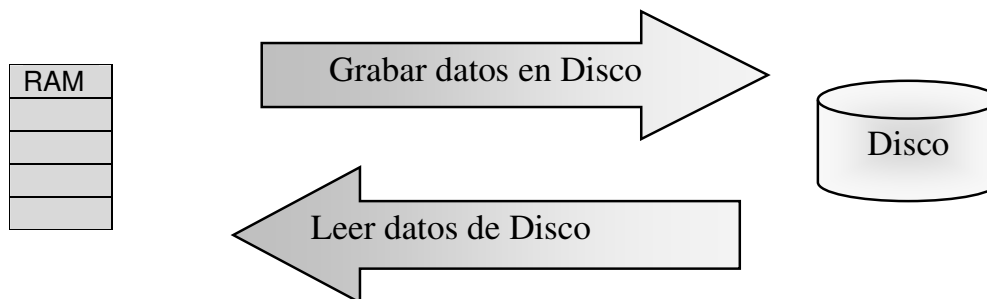 Grabar datos en Disco
RAM
Disco
Leer datos de Disco